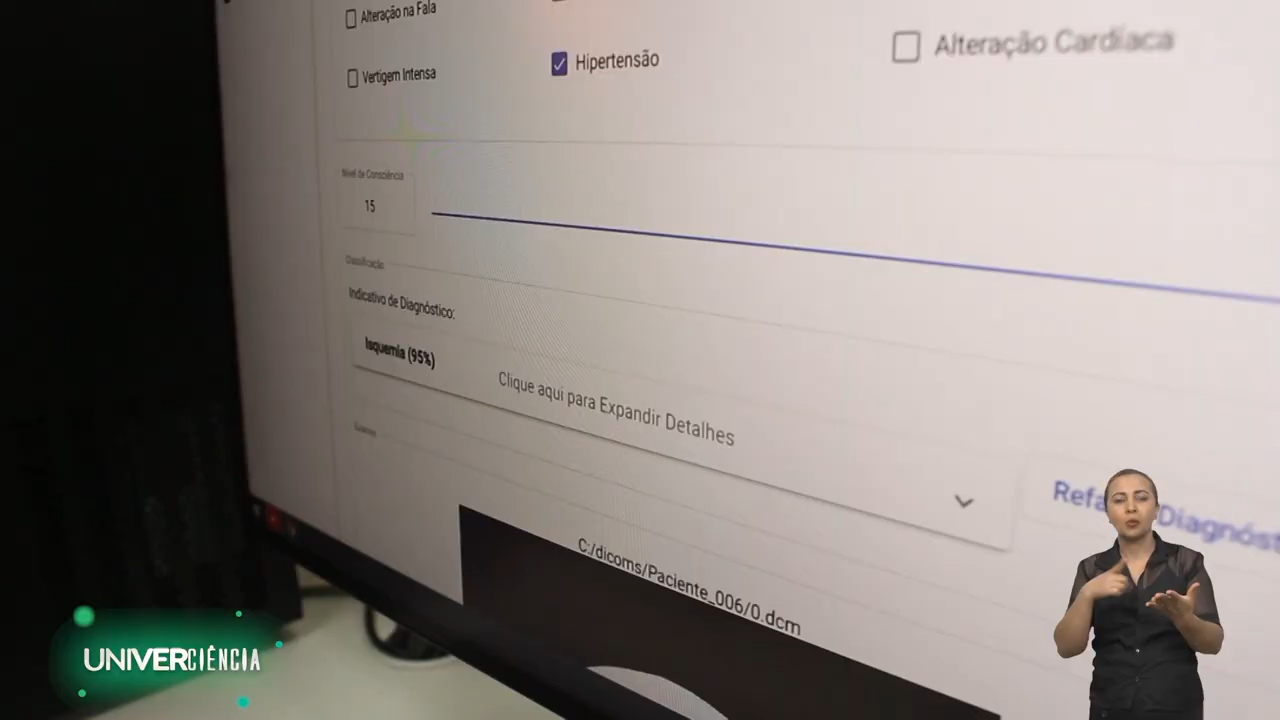 Alteração na Fala
Vertigem Intensa
Hipertensão
Alteração Cardíaca
Nível de Consciência
15
Classificação
Indicativo de Diagnóstico:
Isquemia (95%)
Clique aqui para Expandir Detalhes
Exames
C:/dicoms/Paciente_006/0.dcm
UNIVERCIÊNCIA